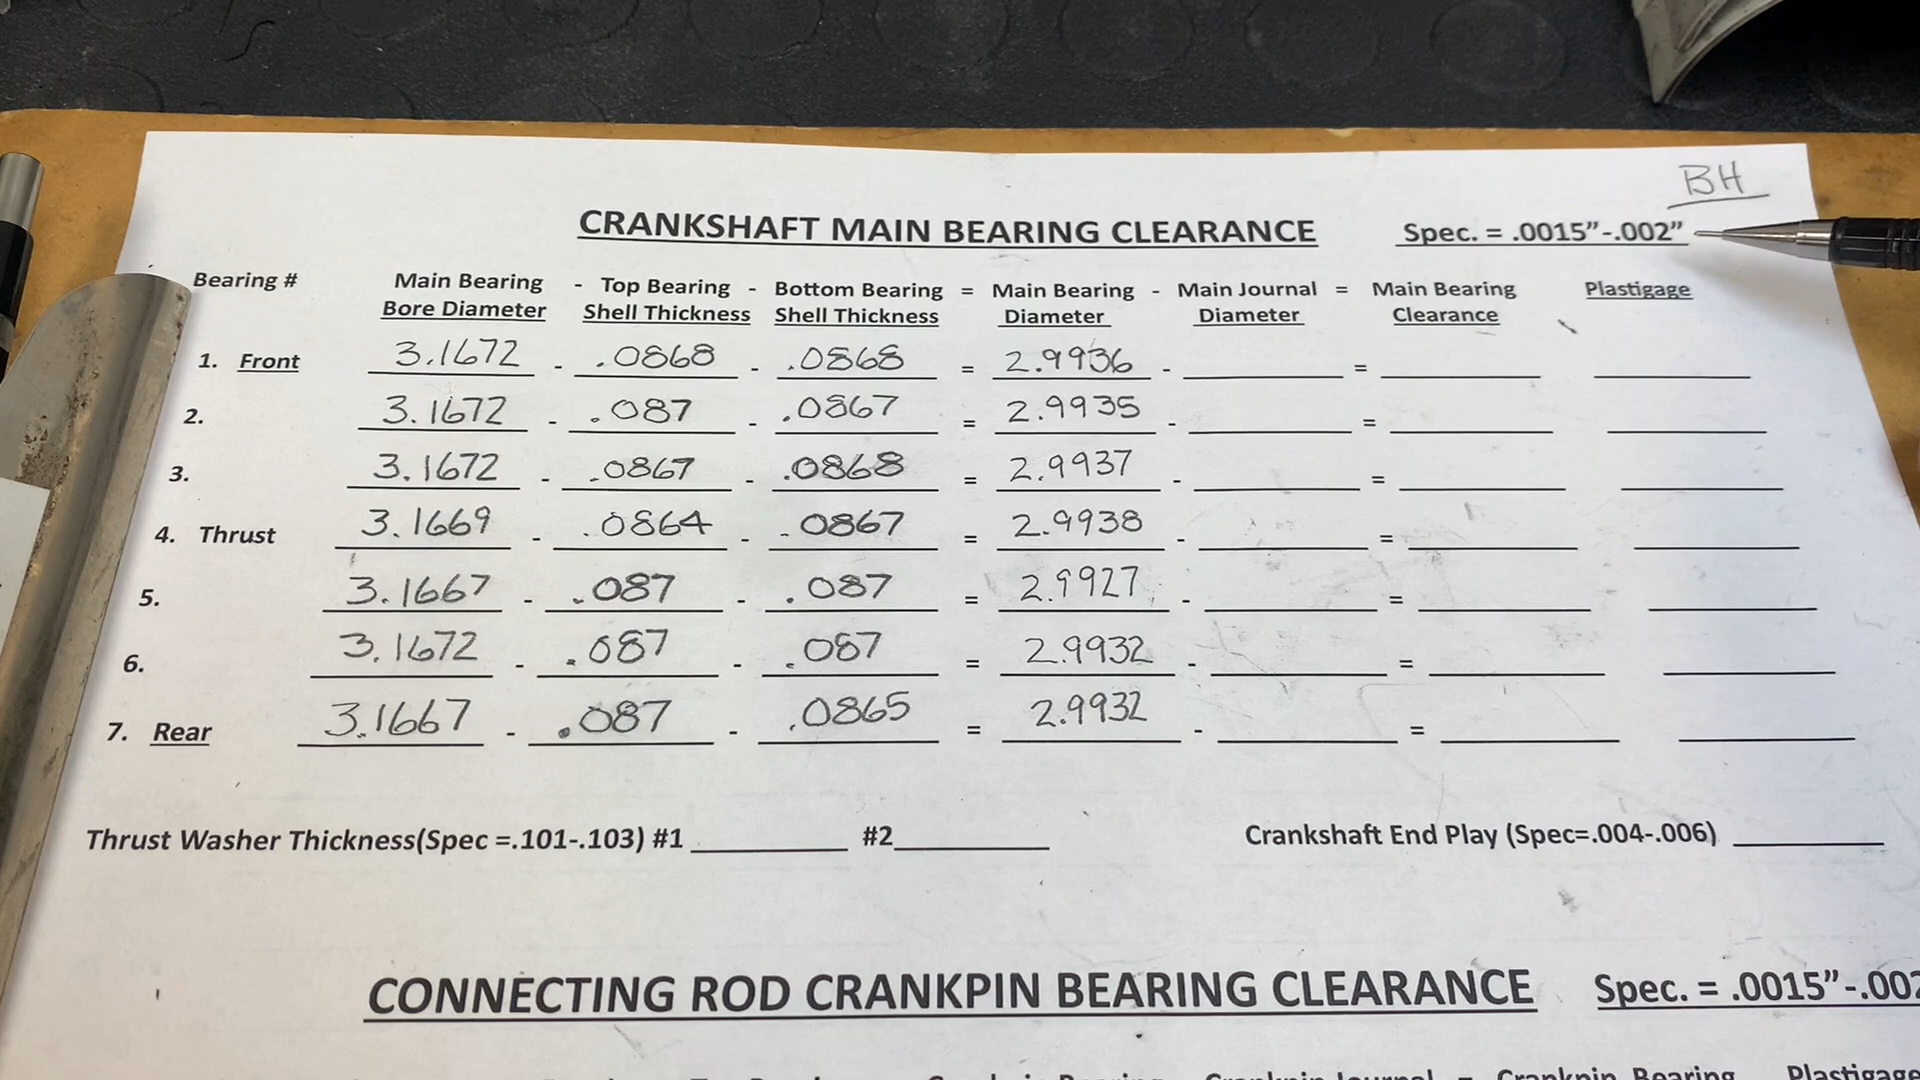 BH
CRANKSHAFT MAIN BEARING CLEARANCE Spec. = .0015”-.002”
Bearing # Main Bearing - Top Bearing - Bottom Bearing = Main Bearing - Main Journal = Main Bearing Plastigage
Bore Diameter Shell Thickness Shell Thickness Diameter Diameter Clearance
1. Front 3.1672 - .0868 - .0868 = 2.9936 - =
2. 3.1672 - .087 - .0867 = 2.9935 - =
3. 3.1672 - .0867 - .0868 = 2.9937 - =
4. Thrust 3.1669 - .0864 - .0867 = 2.9938 - =
5. 3.1667 - .087 - .087 = 2.9927 - =
6. 3.1672 - .087 - .087 = 2.9932 - =
7. Rear 3.1667 - .087 - .0865 = 2.9932 - =
Thrust Washer Thickness(Spec =.101-.103) #1 #2 Crankshaft End Play (Spec=.004-.006)
CONNECTING ROD CRANKPIN BEARING CLEARANCE Spec. = .0015”-.002